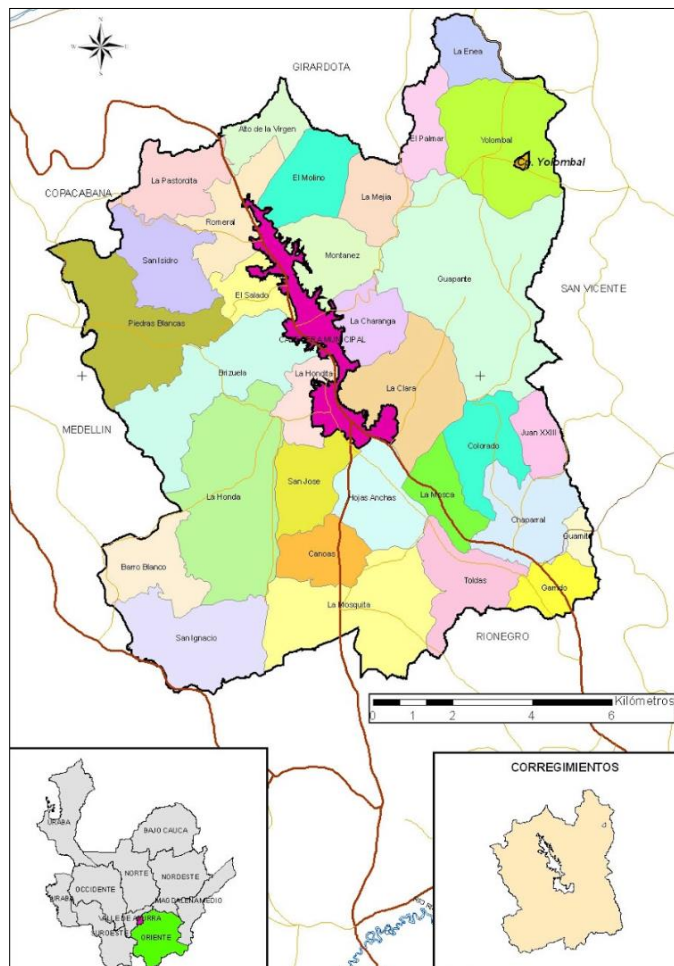 La Enea
GIRARDOTA
Alto de la Virgen
El Palmar
Yolombal
Cp. Yolombal
El Molino
La Pastorcita
La Mejia
COPACABANA
Romeral
San Isidro
Montanez
Guapante
SAN VICENTE
El Salado
Piedras Blancas
La Charanga
CABECERA MUNICIPAL
Brizuela
La Hondita
La Clara
MEDELLIN
Juan XXIII
Colorado
San Jose
La Honda
Hojas Anchas
La Mosca
Chaparral
Guamito
Canoas
Barro Blanco
Toldas
Garrido
La Mosquita
San Ignacio
RIONEGRO
Kilómetros
0 1 2 4 6
CORREGIMIENTOS
URABA
BAJO CAUCA
NORTE
NORDESTE
OCCIDENTE
MAGDALENA MEDIO
URABA
VALLE DE ABURRA
SUROESTE
ORIENTE